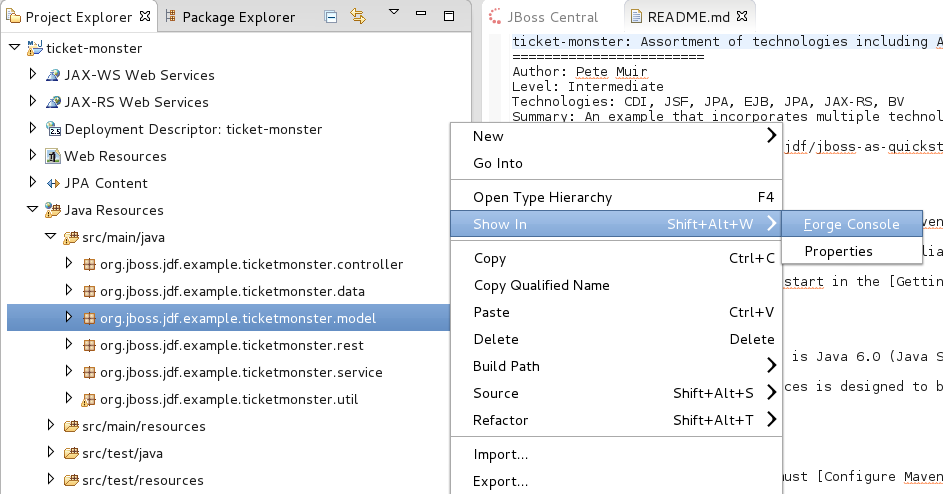 Project Explorer
Package Explorer
ticket-monster
JAX-WS Web Services
JAX-RS Web Services
Deployment Descriptor: ticket-monster
Web Resources
JPA Content
Java Resources
src/main/java
org.jboss.jdf.example.ticketmonster.controller
org.jboss.jdf.example.ticketmonster.data
org.jboss.jdf.example.ticketmonster.model
org.jboss.jdf.example.ticketmonster.rest
org.jboss.jdf.example.ticketmonster.service
org.jboss.jdf.example.ticketmonster.util
src/main/resources
src/test/java
src/test/resources
JBoss Central
README.md
ticket-monster: Assortment of technologies including A
========================
Author: Pete Muir
Level: Intermediate
Technologies: CDI, JSF, JPA, EJB, JPA, JAX-RS, BV
Summary: An example that incorporates multiple technol
jdf/jboss-as-quickst
aven
lia
start in the [Gettin
is Java 6.0 (Java S
ces is designed to b
ust [Configure Maven
New
Go Into
Open Type Hierarchy F4
Show In Shift+Alt+W
Copy Ctrl+C
Copy Qualified Name
Paste Ctrl+V
Delete Delete
Build Path
Source Shift+Alt+S
Refactor Shift+Alt+T
Import...
Export...
Forge Console
Properties